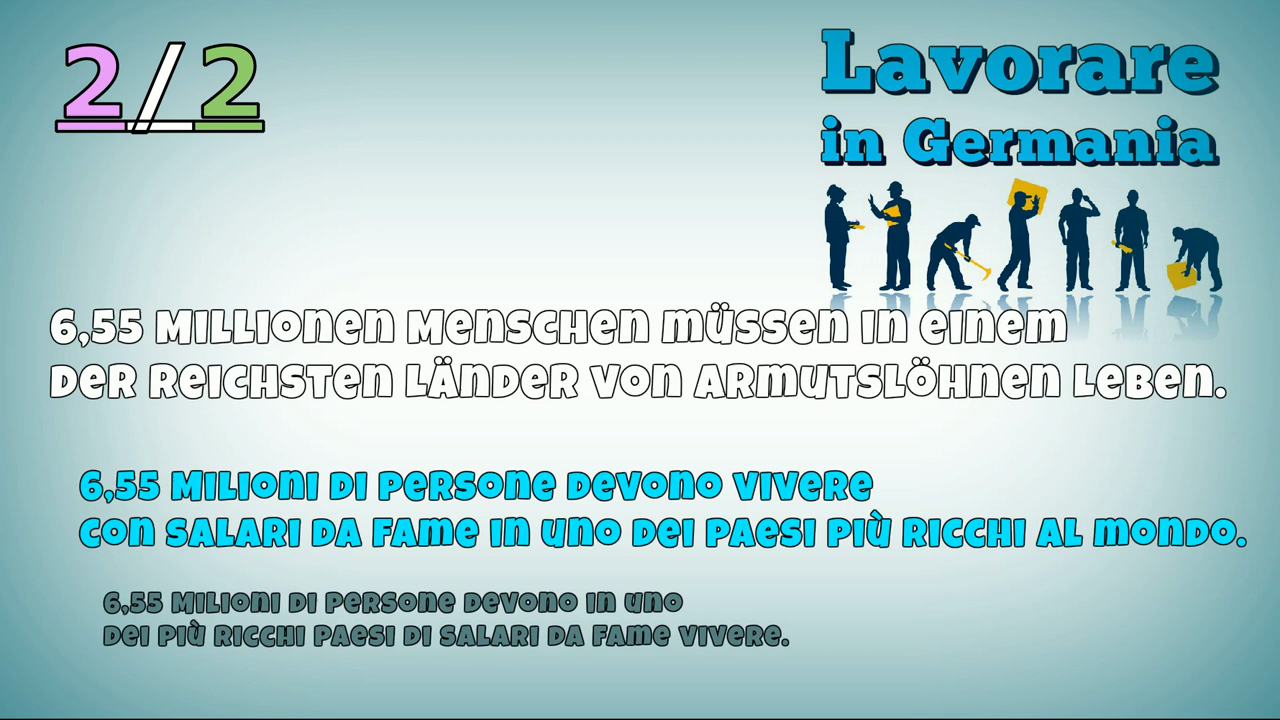 2/2
Lavorare
in Germania
6,55 Millionen Menschen müssen in einem
der reichsten Länder von Armutslöhnen leben.
6,55 Milioni di persone devono vivere
con salari da fame in uno dei paesi più ricchi al mondo.
6,55 Milioni di persone devono in uno
dei più ricchi paesi di salari da fame vivere.